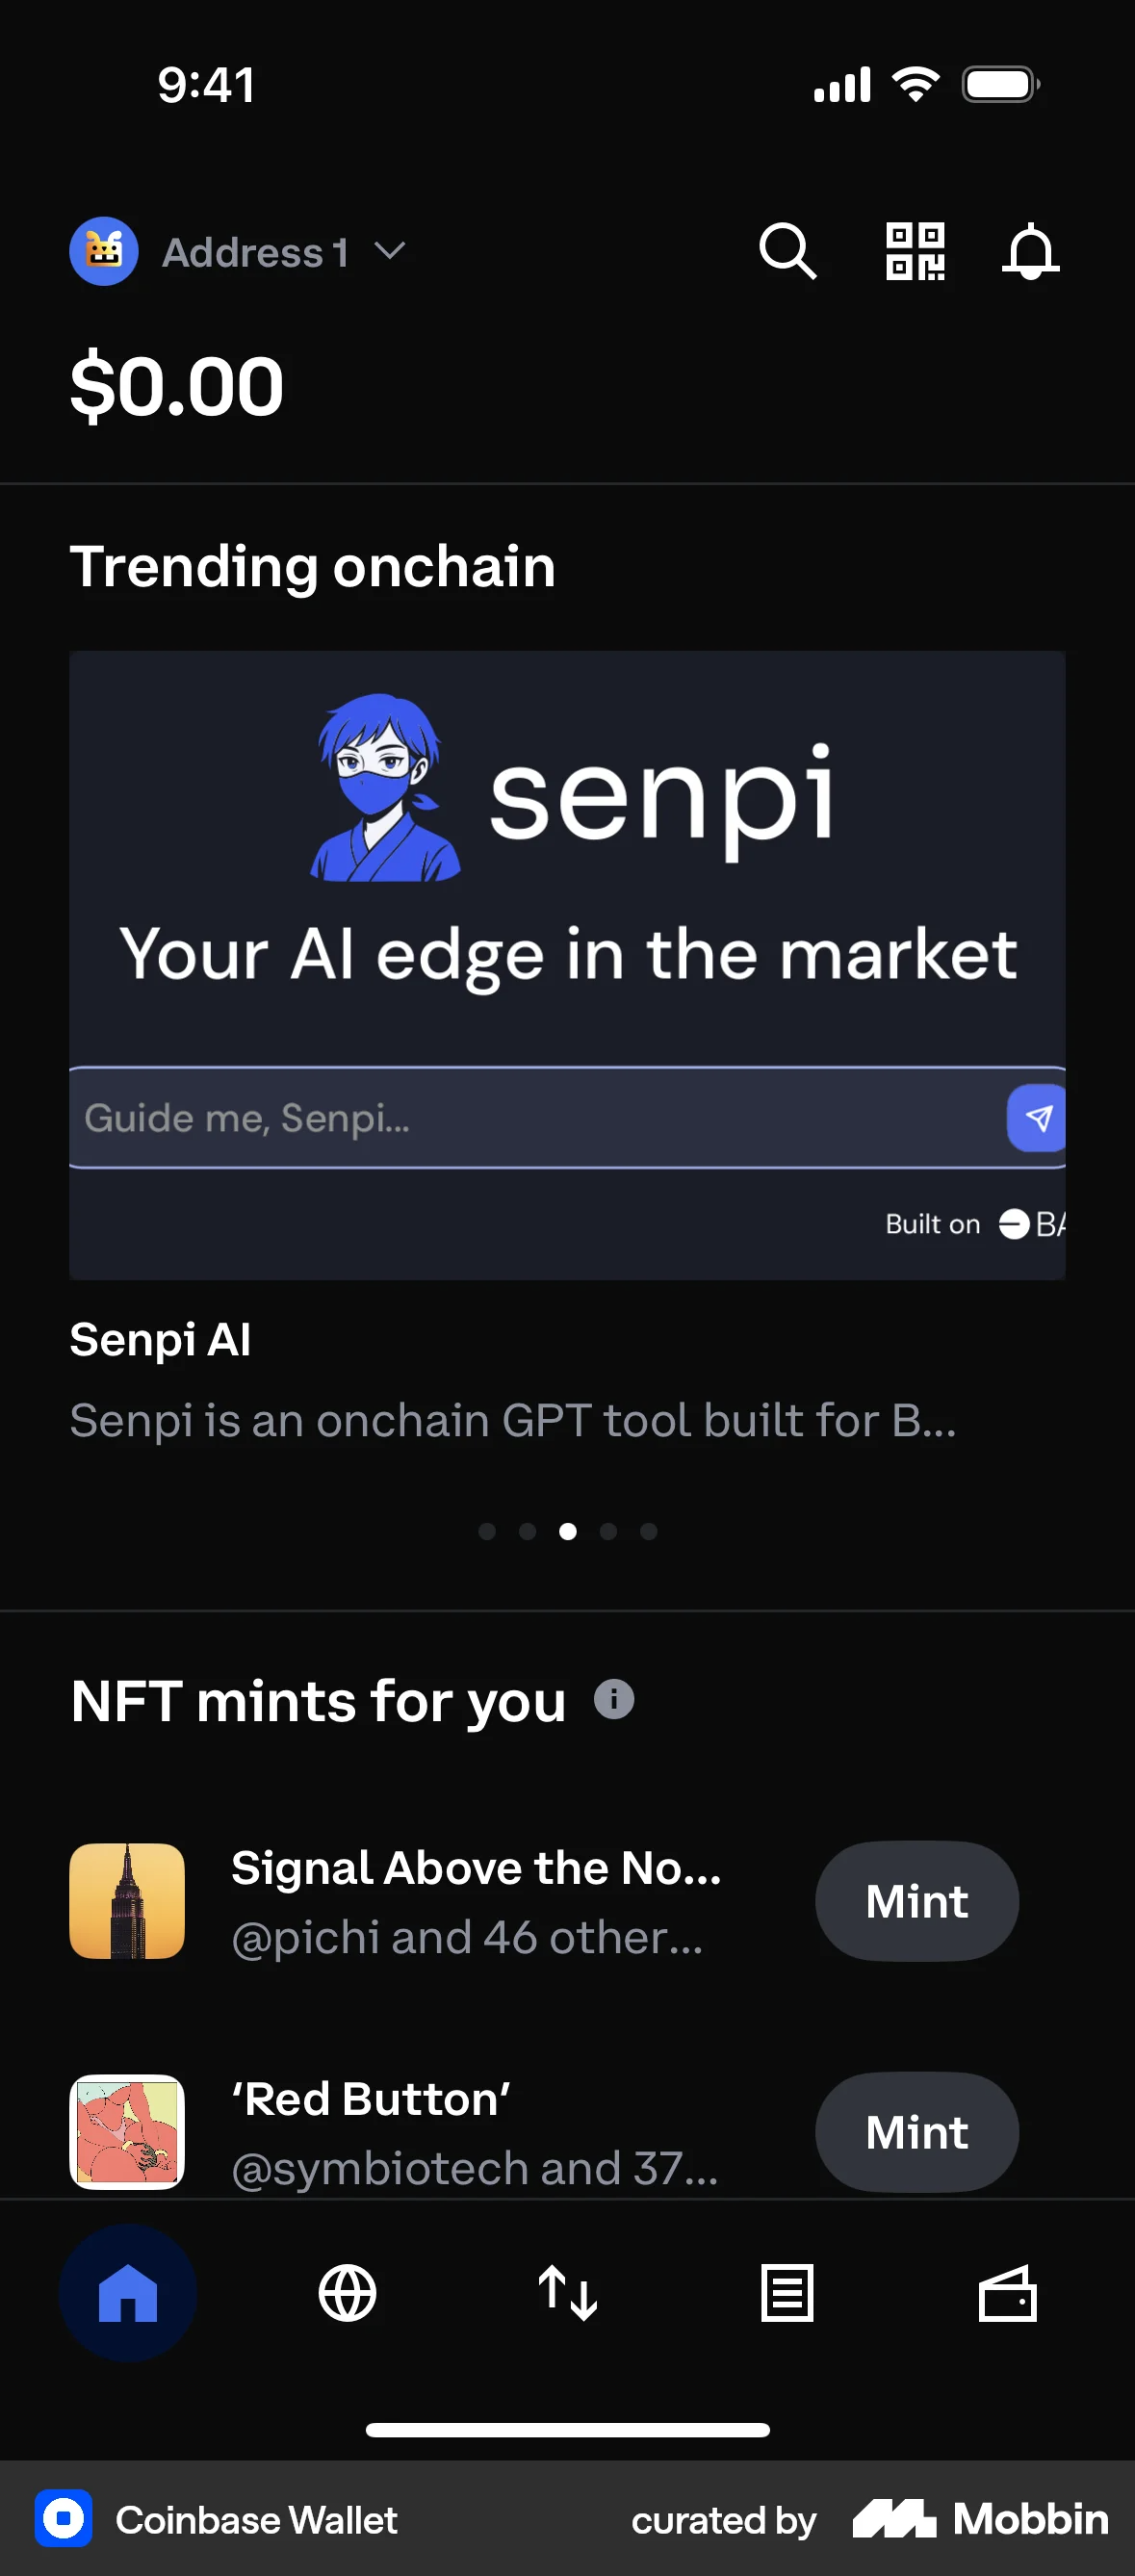 9:41
Address 1
$0.00
Trending onchain
senpi
Your AI edge in the market
Guide me, Senpi...
Built on BA
Senpi AI
Senpi is an onchain GPT tool built for B...
NFT mints for you
Signal Above the No...
@pichi and 46 other...
Mint
‘Red Button’
@symbiotech and 37...
Mint
Coinbase Wallet
curated by Mobbin